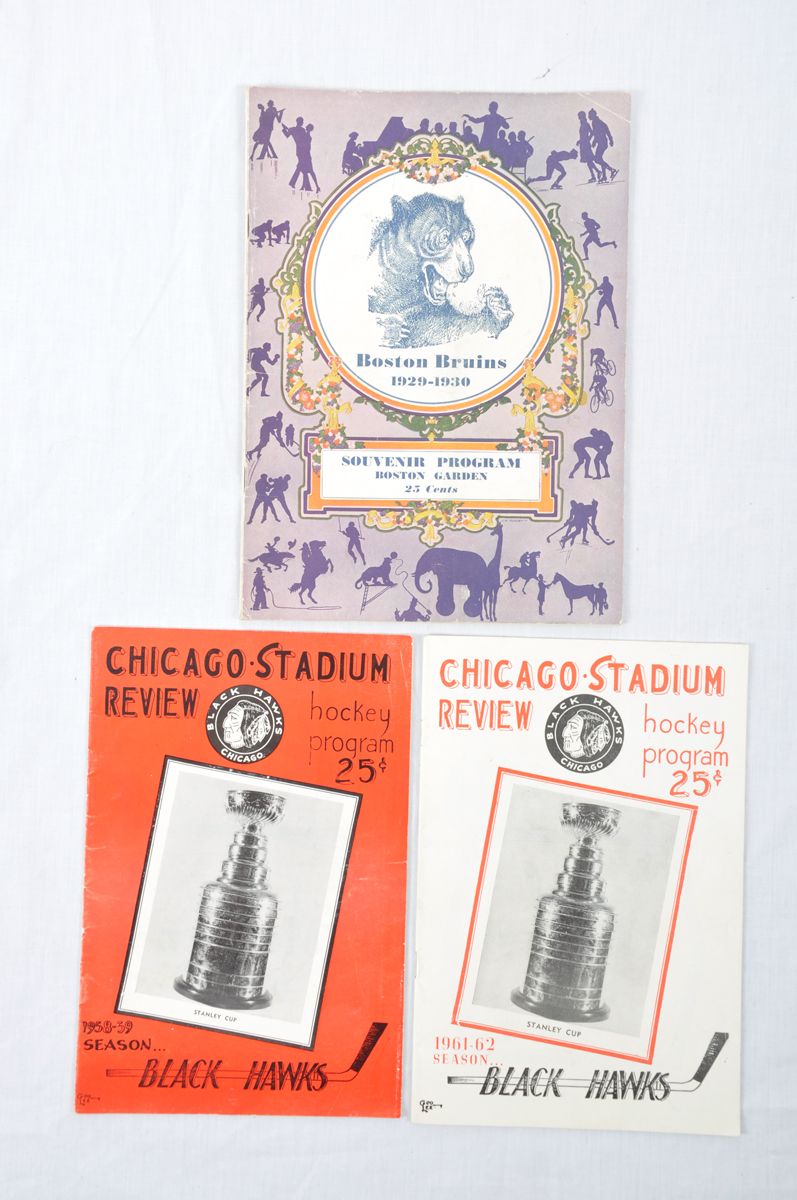 Boston Bruins
1929-1930
SOUVENIR PROGRAM
BOSTON GARDEN
25 Cents
CHICAGO·STADIUM
REVIEW
BLACK HAWKS
CHICAGO
hockey
program
25¢
STANLEY CUP
1958-59
SEASON...
BLACK HAWKS
CHICAGO·STADIUM
REVIEW
BLACK HAWKS
CHICAGO
hockey
program
25¢
STANLEY CUP
1961-62
SEASON...
BLACK HAWKS